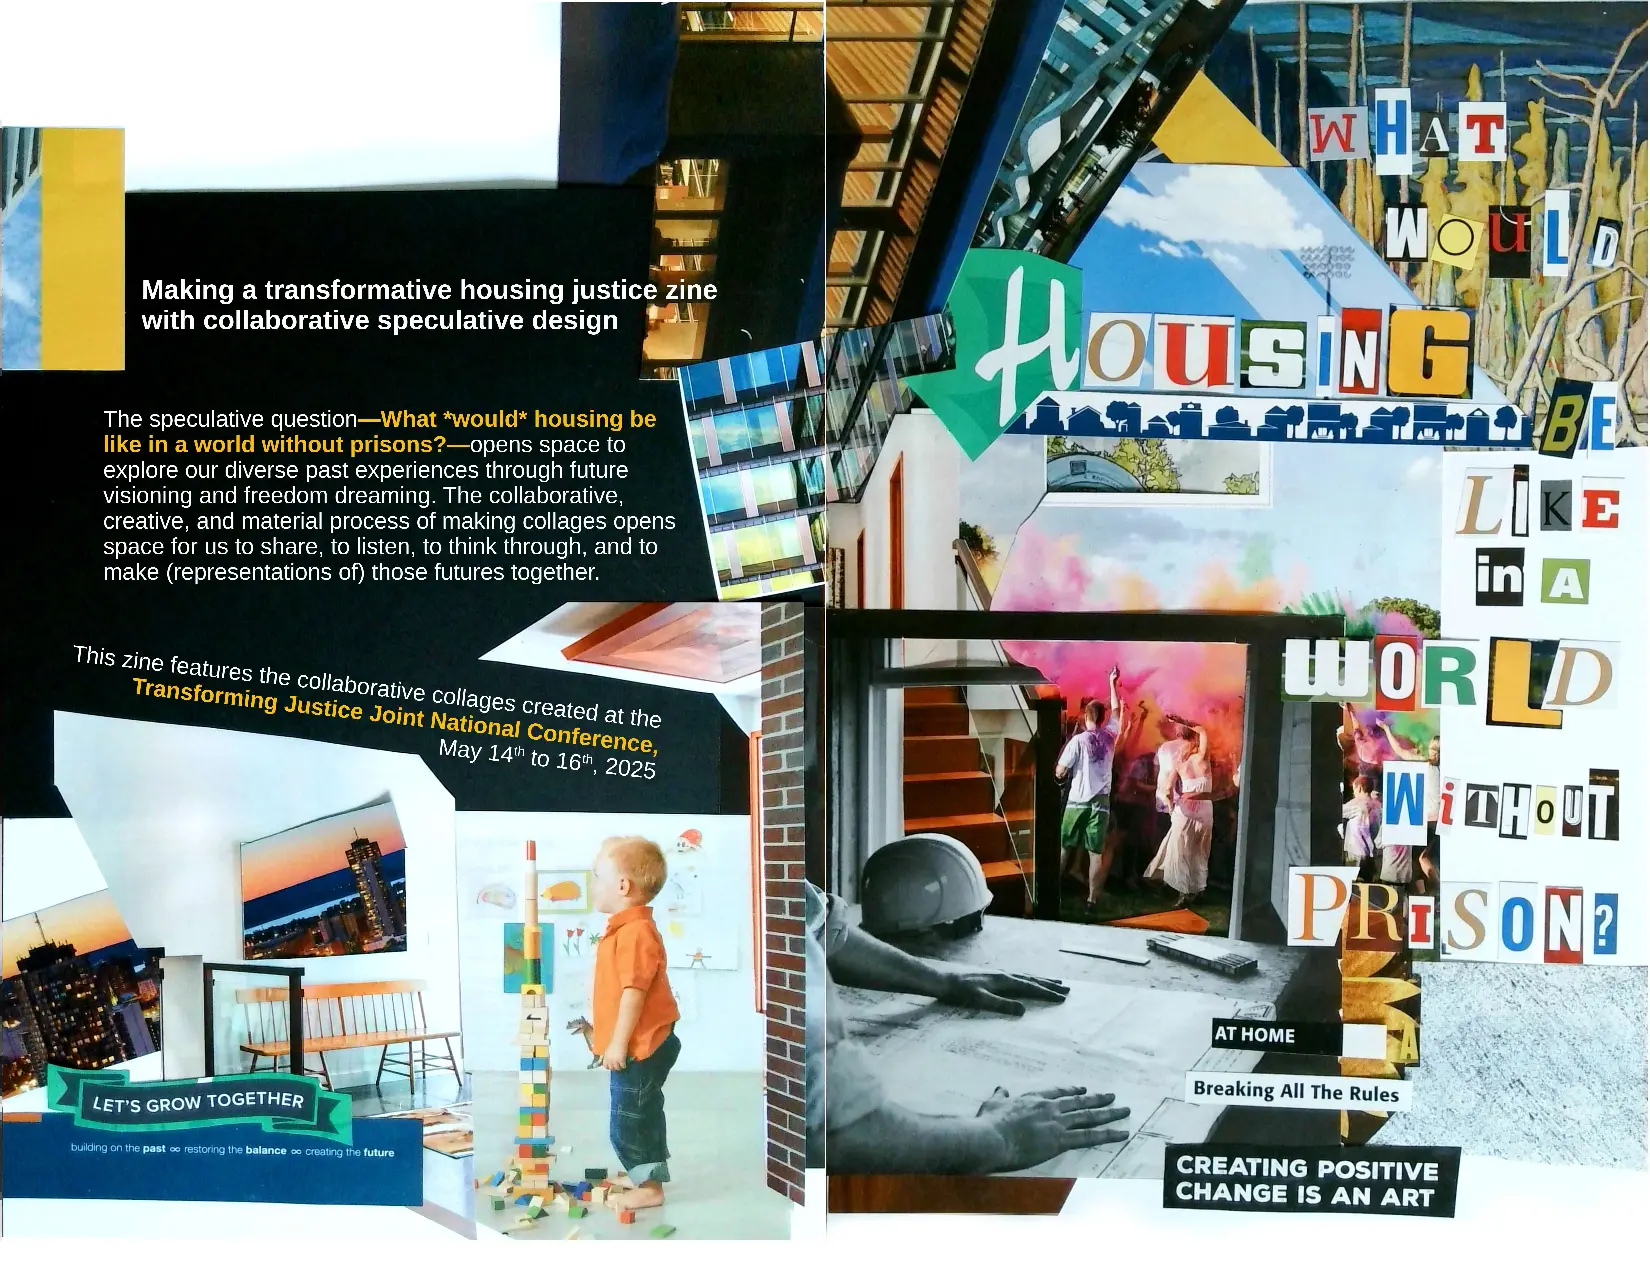 Making a transformative housing justice zine
with collaborative speculative design
The speculative question—What *would* housing be
like in a world without prisons?—opens space to
explore our diverse past experiences through future
visioning and freedom dreaming. The collaborative,
creative, and material process of making collages opens
space for us to share, to listen, to think through, and to
make (representations of) those futures together.
This zine features the collaborative collages created at the
Transforming Justice Joint National Conference,
May 14th to 16th, 2025
LET'S GROW TOGETHER
building on the past ∞ restoring the balance ∞ creating the future
WHAT
WOULD
HOUSING
BE
LIKE
in A
WORLD
WiTHOUT
PRISON?
AT HOME
A
Breaking All The Rules
CREATING POSITIVE
CHANGE IS AN ART